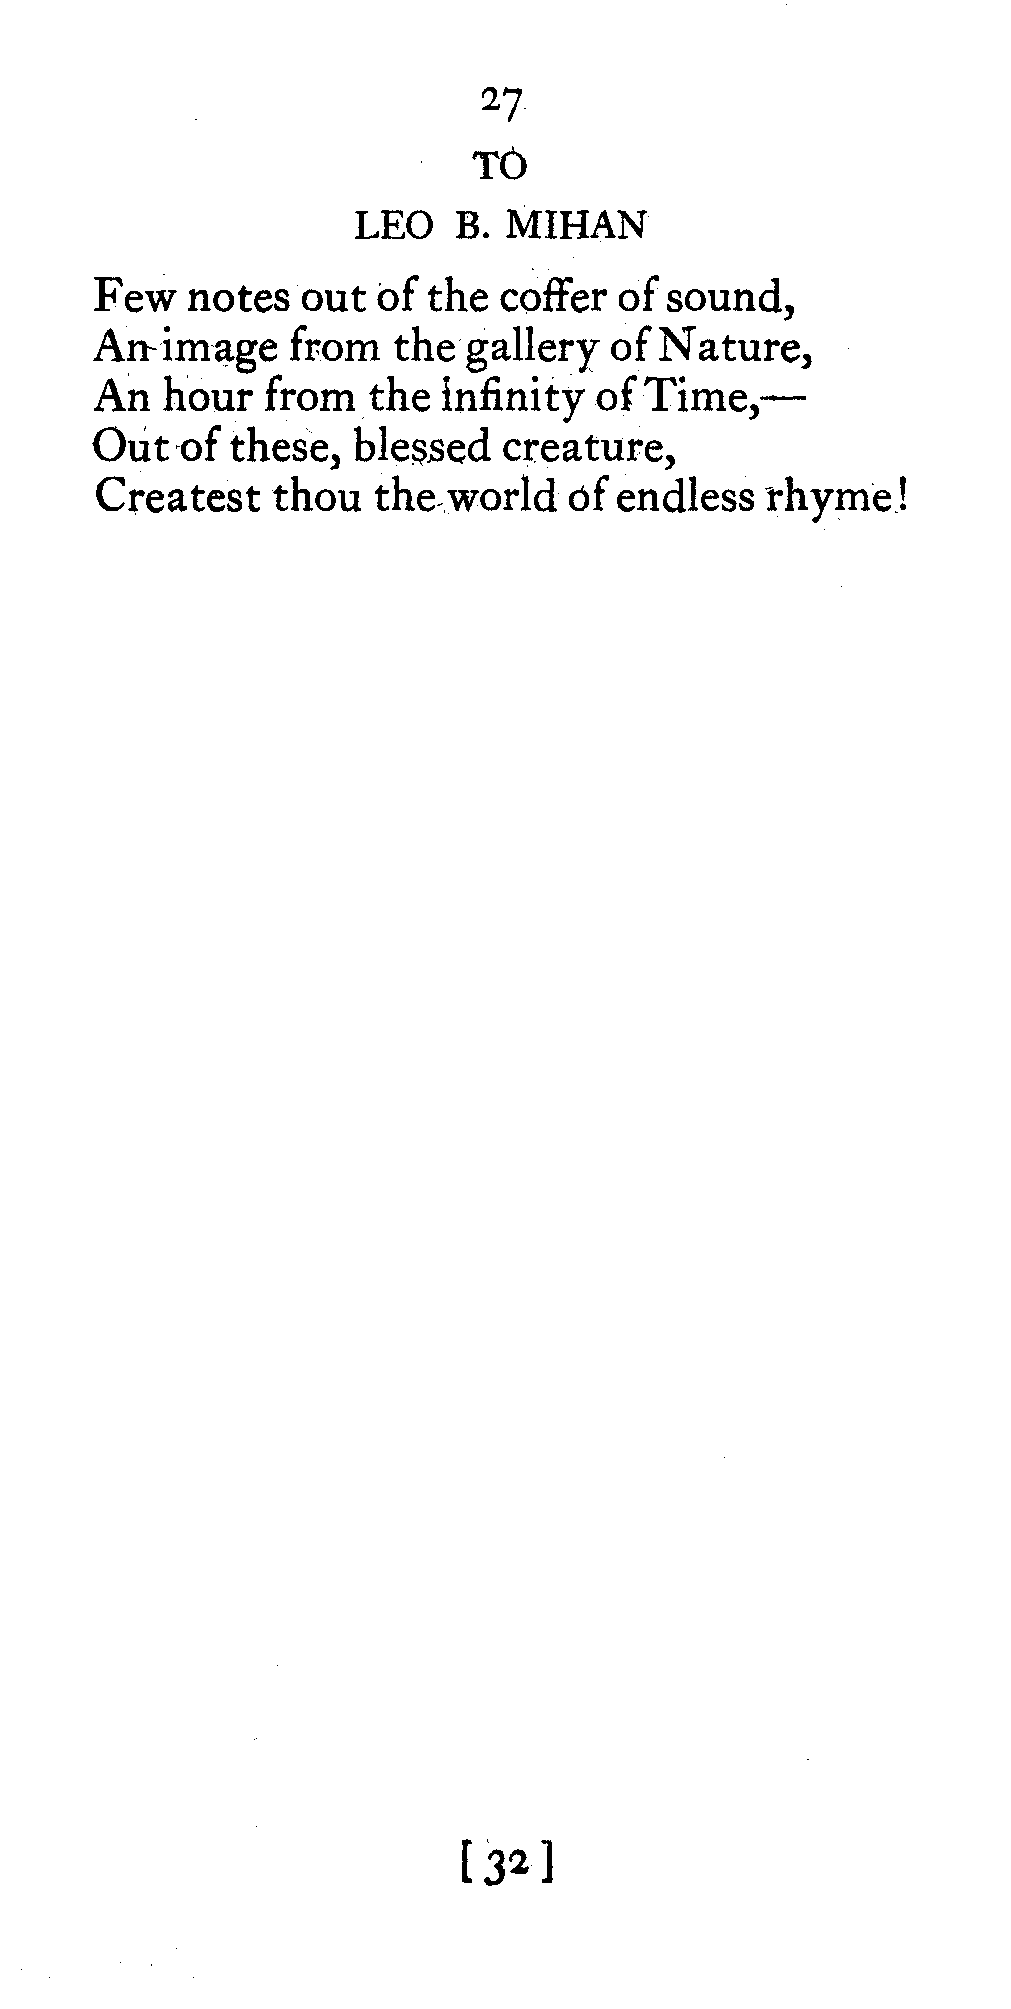 27
TO
LEO B. MIHAN
Few notes out of the coffer of sound,
An image from the gallery of Nature,
An hour from the infinity of Time,—
Out of these, blessed creature,
Createst thou the world of endless rhyme!
[ 32 ]